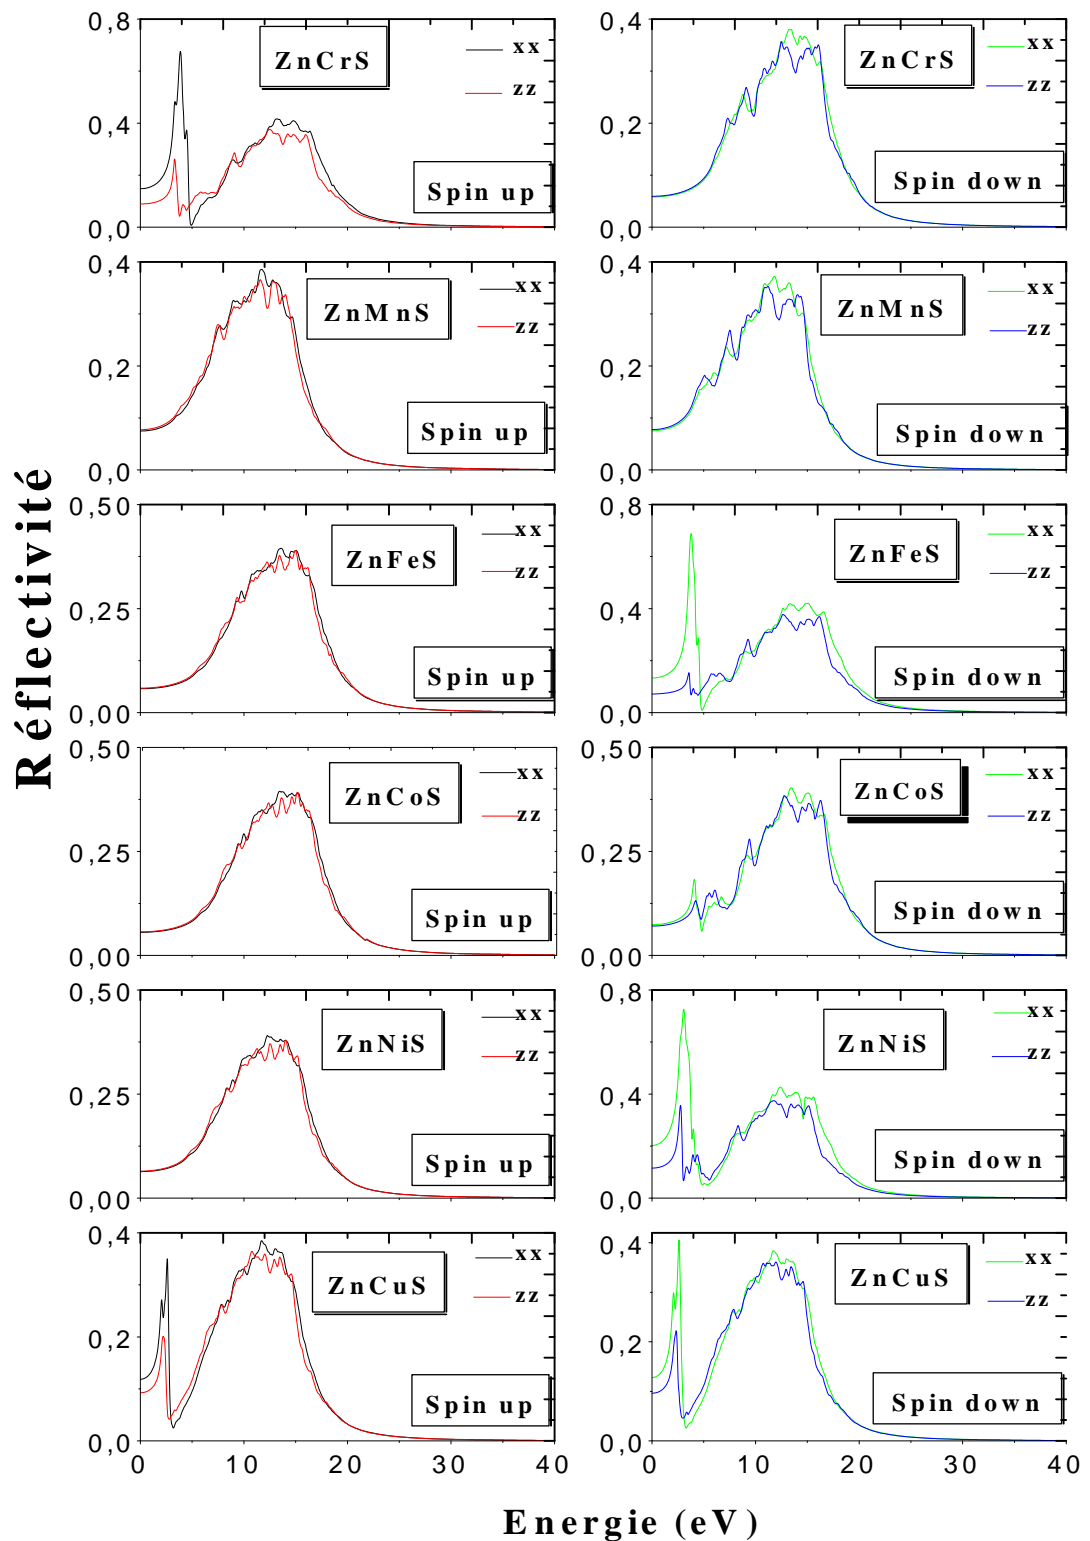 Réflectivité
0,8
0,4
0,0
ZnCrS
xx
zz
Spin up
0,4
0,2
0,0
ZnCrS
xx
zz
Spin down
0,4
0,2
0,0
ZnMnS
xx
zz
Spin up
0,4
0,2
0,0
ZnMnS
xx
zz
Spin down
0,50
0,25
0,00
ZnFeS
xx
zz
Spin up
0,8
0,4
0,0
ZnFeS
xx
zz
Spin down
0,50
0,25
0,00
ZnCoS
xx
zz
Spin up
0,50
0,25
0,00
ZnCoS
xx
zz
Spin down
0,50
0,25
0,00
ZnNiS
xx
zz
Spin up
0,8
0,4
0,0
ZnNiS
xx
zz
Spin down
0,4
0,2
0,0
ZnCuS
xx
zz
Spin up
0 10 20 30 40
0,4
0,2
0,0
ZnCuS
xx
zz
Spin down
0 10 20 30 40
Energie (eV)